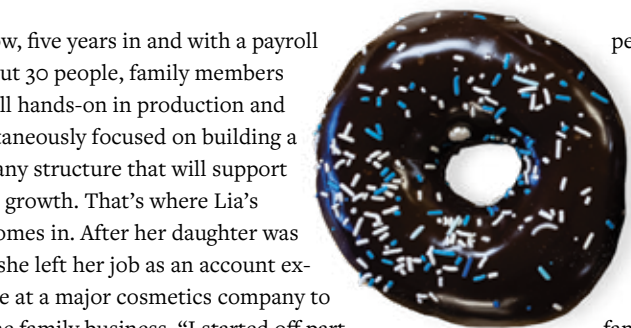 w, five years in and with a payroll
ut 30 people, family members
ll hands-on in production and
taneously focused on building a
any structure that will support
growth. That’s where Lia’s
omes in. After her daughter was
she left her job as an account ex-
e at a major cosmetics company to
e family business. “I started off part
pe
fan